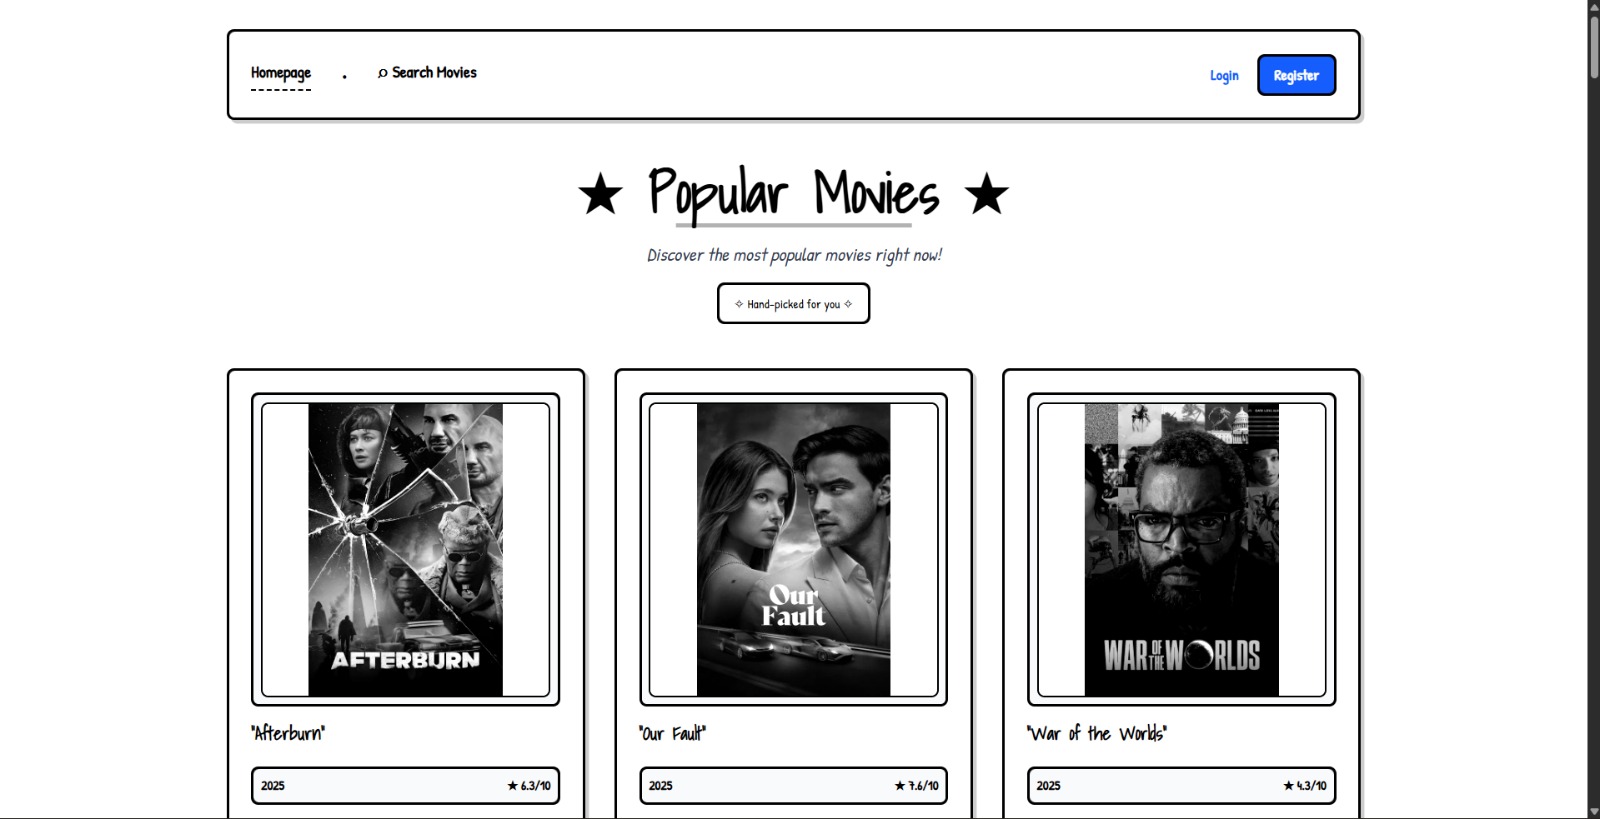 Homepage • ⌕ Search Movies Login Register
★ Popular Movies ★
Discover the most popular movies right now!
✧ Hand-picked for you ✧
AFTERBURN
Our
Fault
WAR OF THE WORLDS
"Afterburn"
2025 ★ 6.3/10
"Our Fault"
2025 ★ 7.6/10
"War of the Worlds"
2025 ★ 4.3/10